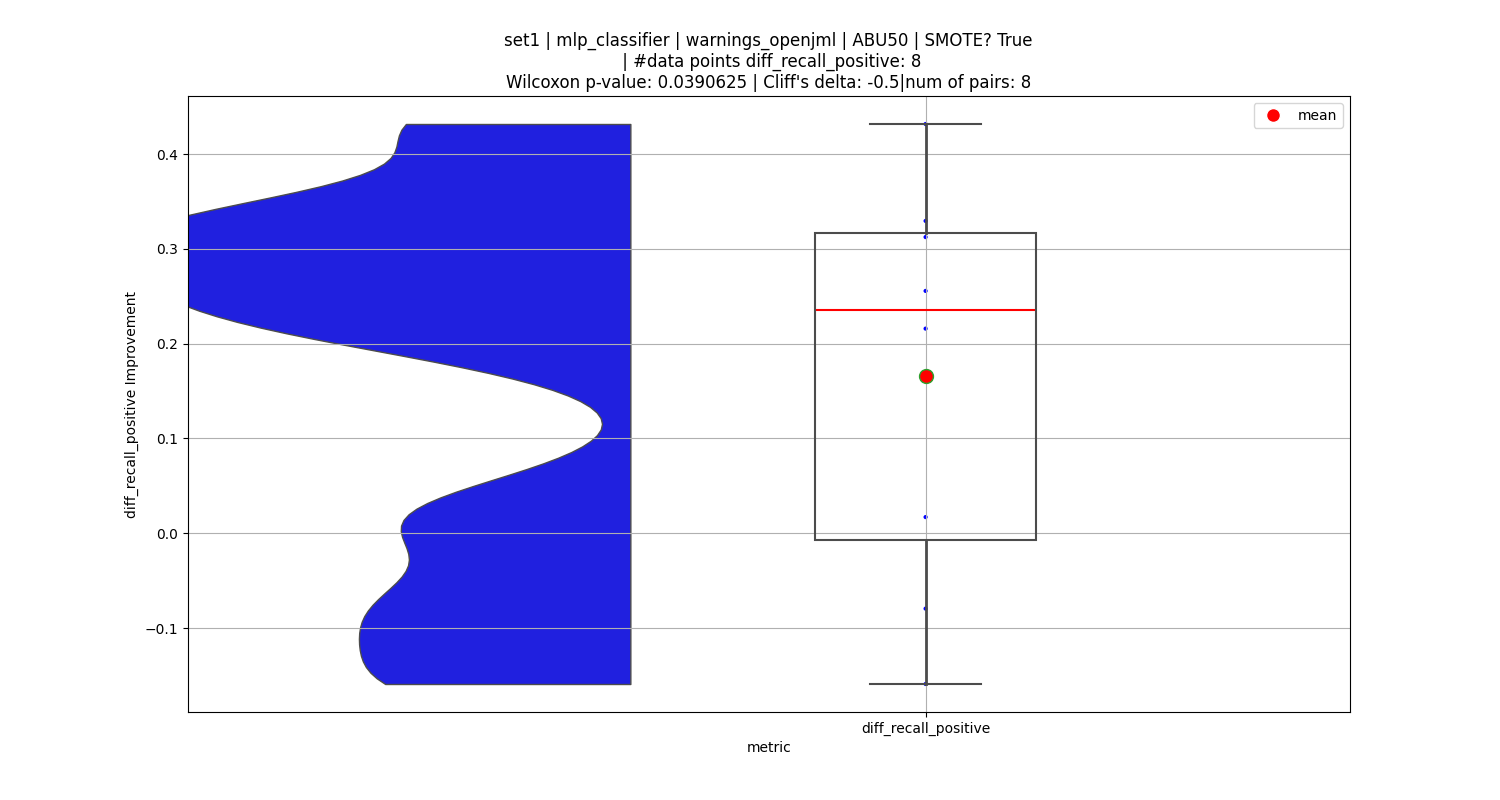 set1 | mlp_classifier | warnings_openjml | ABU50 | SMOTE? True
| #data points diff_recall_positive: 8
Wilcoxon p-value: 0.0390625 | Cliff's delta: -0.5|num of pairs: 8
mean
0.4
0.3
0.2
0.1
0.0
−0.1
diff_recall_positive Improvement
diff_recall_positive
metric